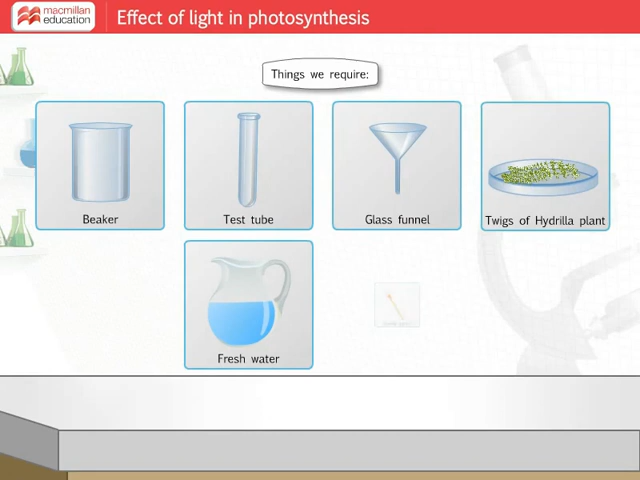 macmillan
education
Effect of light in photosynthesis
Things we require:
Beaker
Test tube
Glass funnel
Twigs of Hydrilla plant
Fresh water